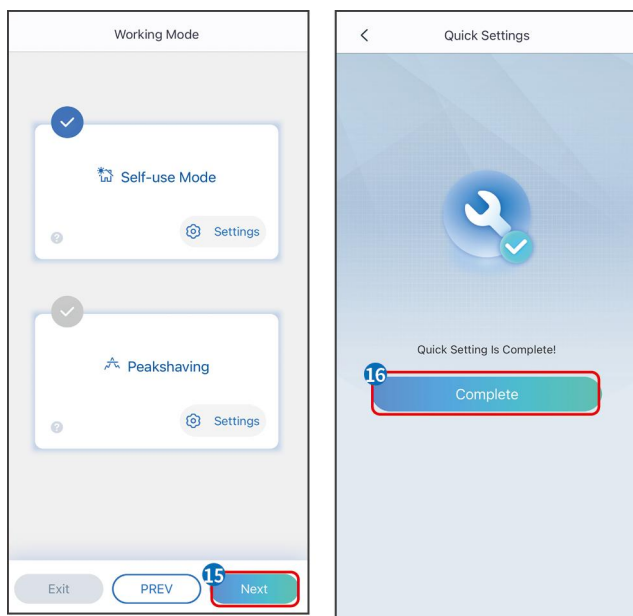 Working Mode
Self-use Mode
?
Settings
Peakshaving
?
Settings
Exit
PREV
15
Next
Quick Settings
Quick Setting Is Complete!
16
Complete